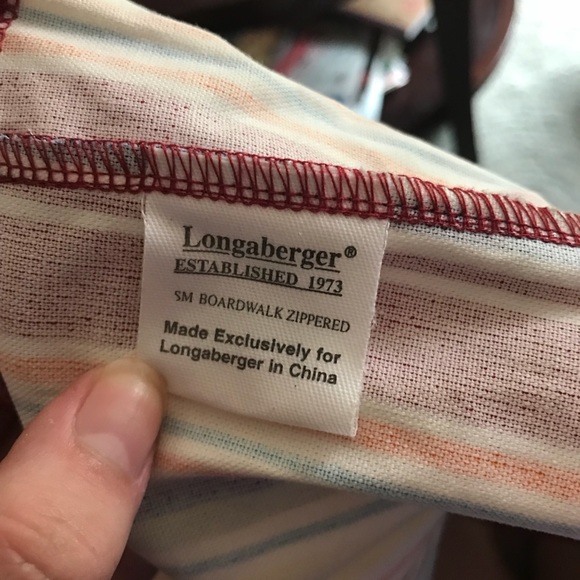 Longaberger®
ESTABLISHED 1973
SM BOARDWALK ZIPPERED
Made Exclusively for
Longaberger in China